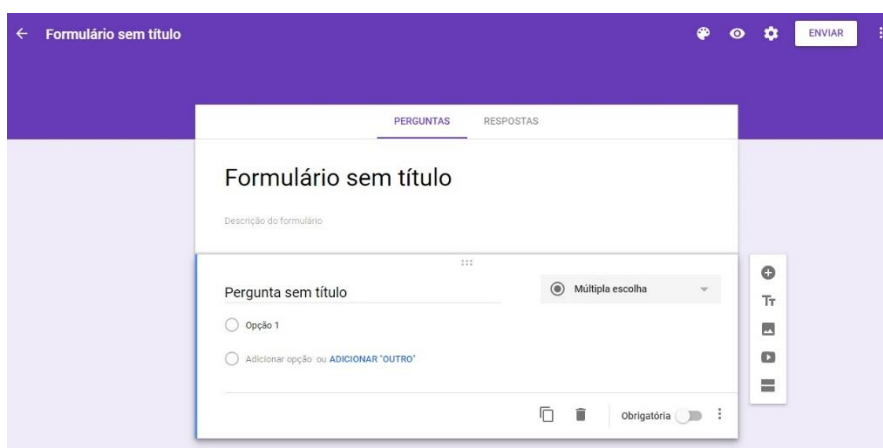 Formulário sem título
ENVIAR
PERGUNTAS RESPOSTAS
Formulário sem título
Descrição do formulário
Pergunta sem título
Múltipla escolha
Opção 1
Adicionar opção ou ADICIONAR "OUTRO"
Obrigatória